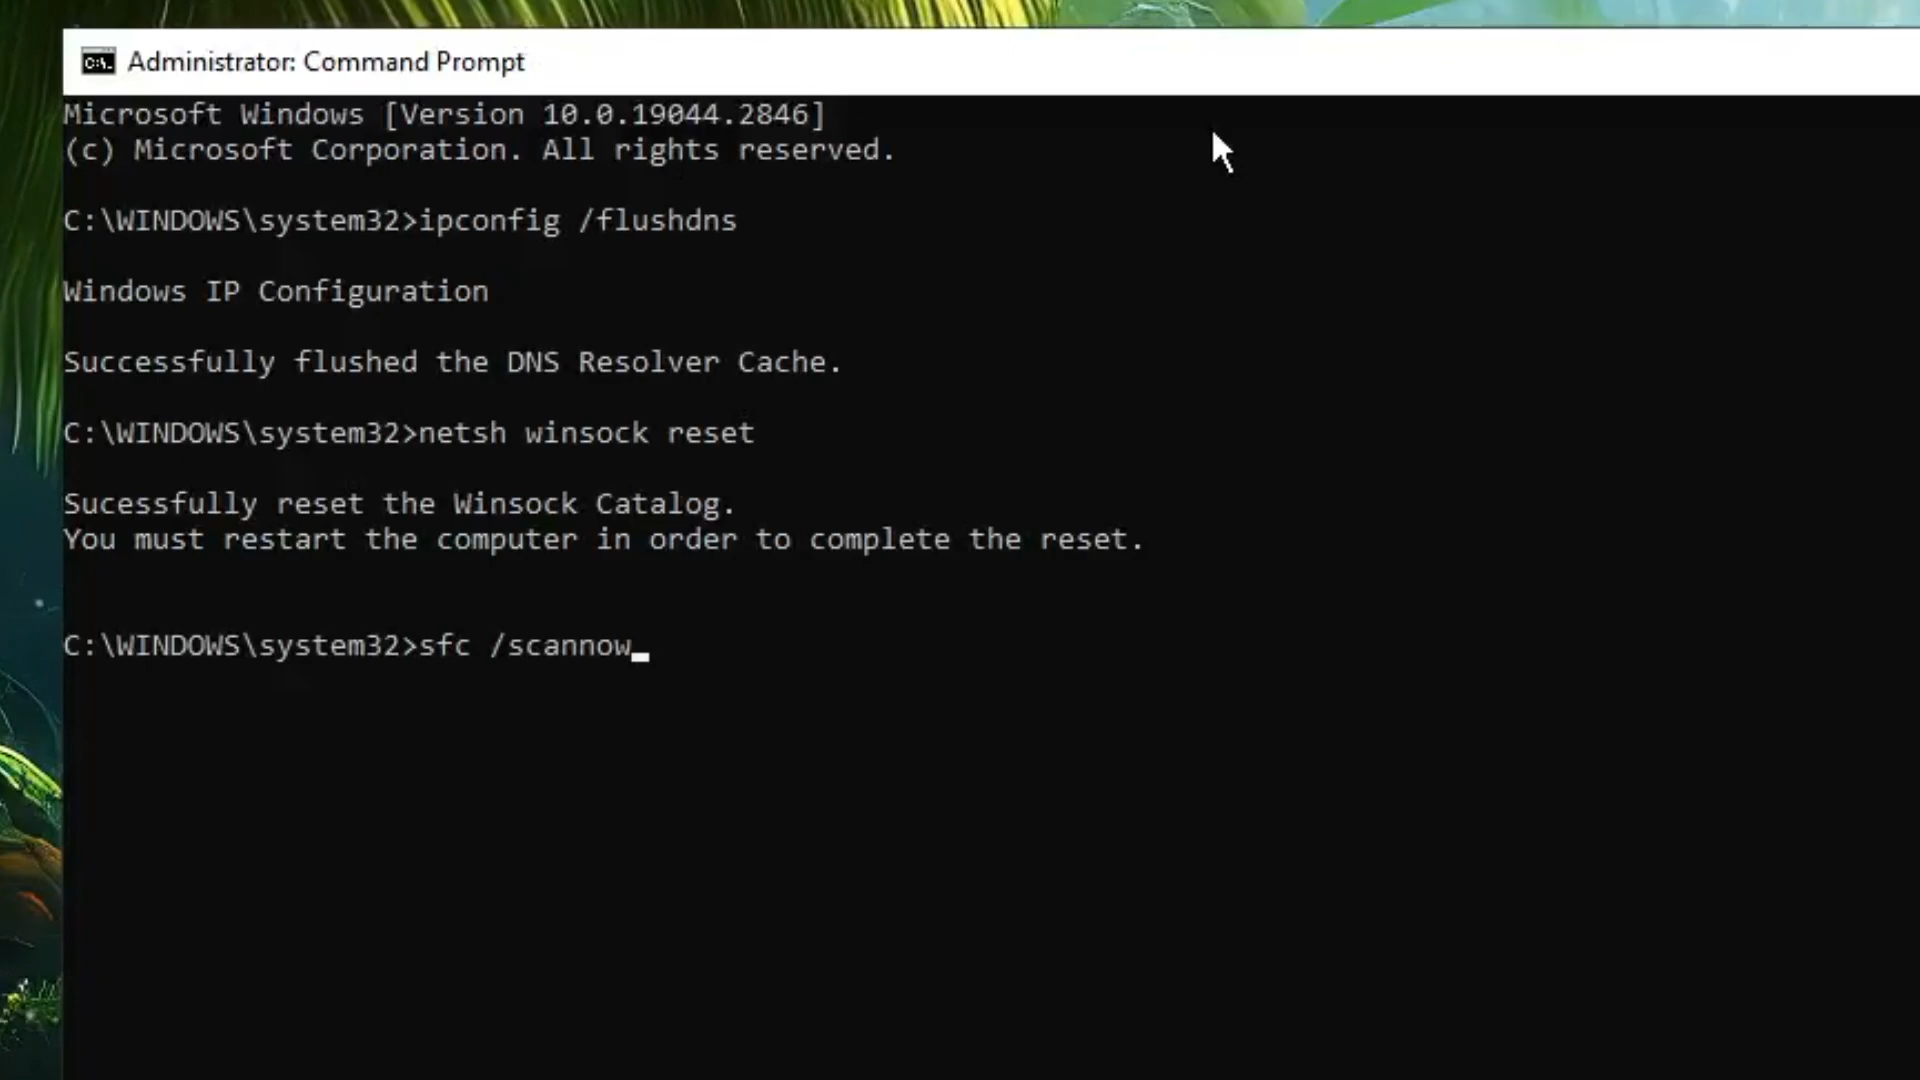 Administrator: Command Prompt
Microsoft Windows [Version 10.0.19044.2846]
(c) Microsoft Corporation. All rights reserved.
C:\WINDOWS\system32>ipconfig /flushdns
Windows IP Configuration
Successfully flushed the DNS Resolver Cache.
C:\WINDOWS\system32>netsh winsock reset
Sucessfully reset the Winsock Catalog.
You must restart the computer in order to complete the reset.
C:\WINDOWS\system32>sfc /scannow